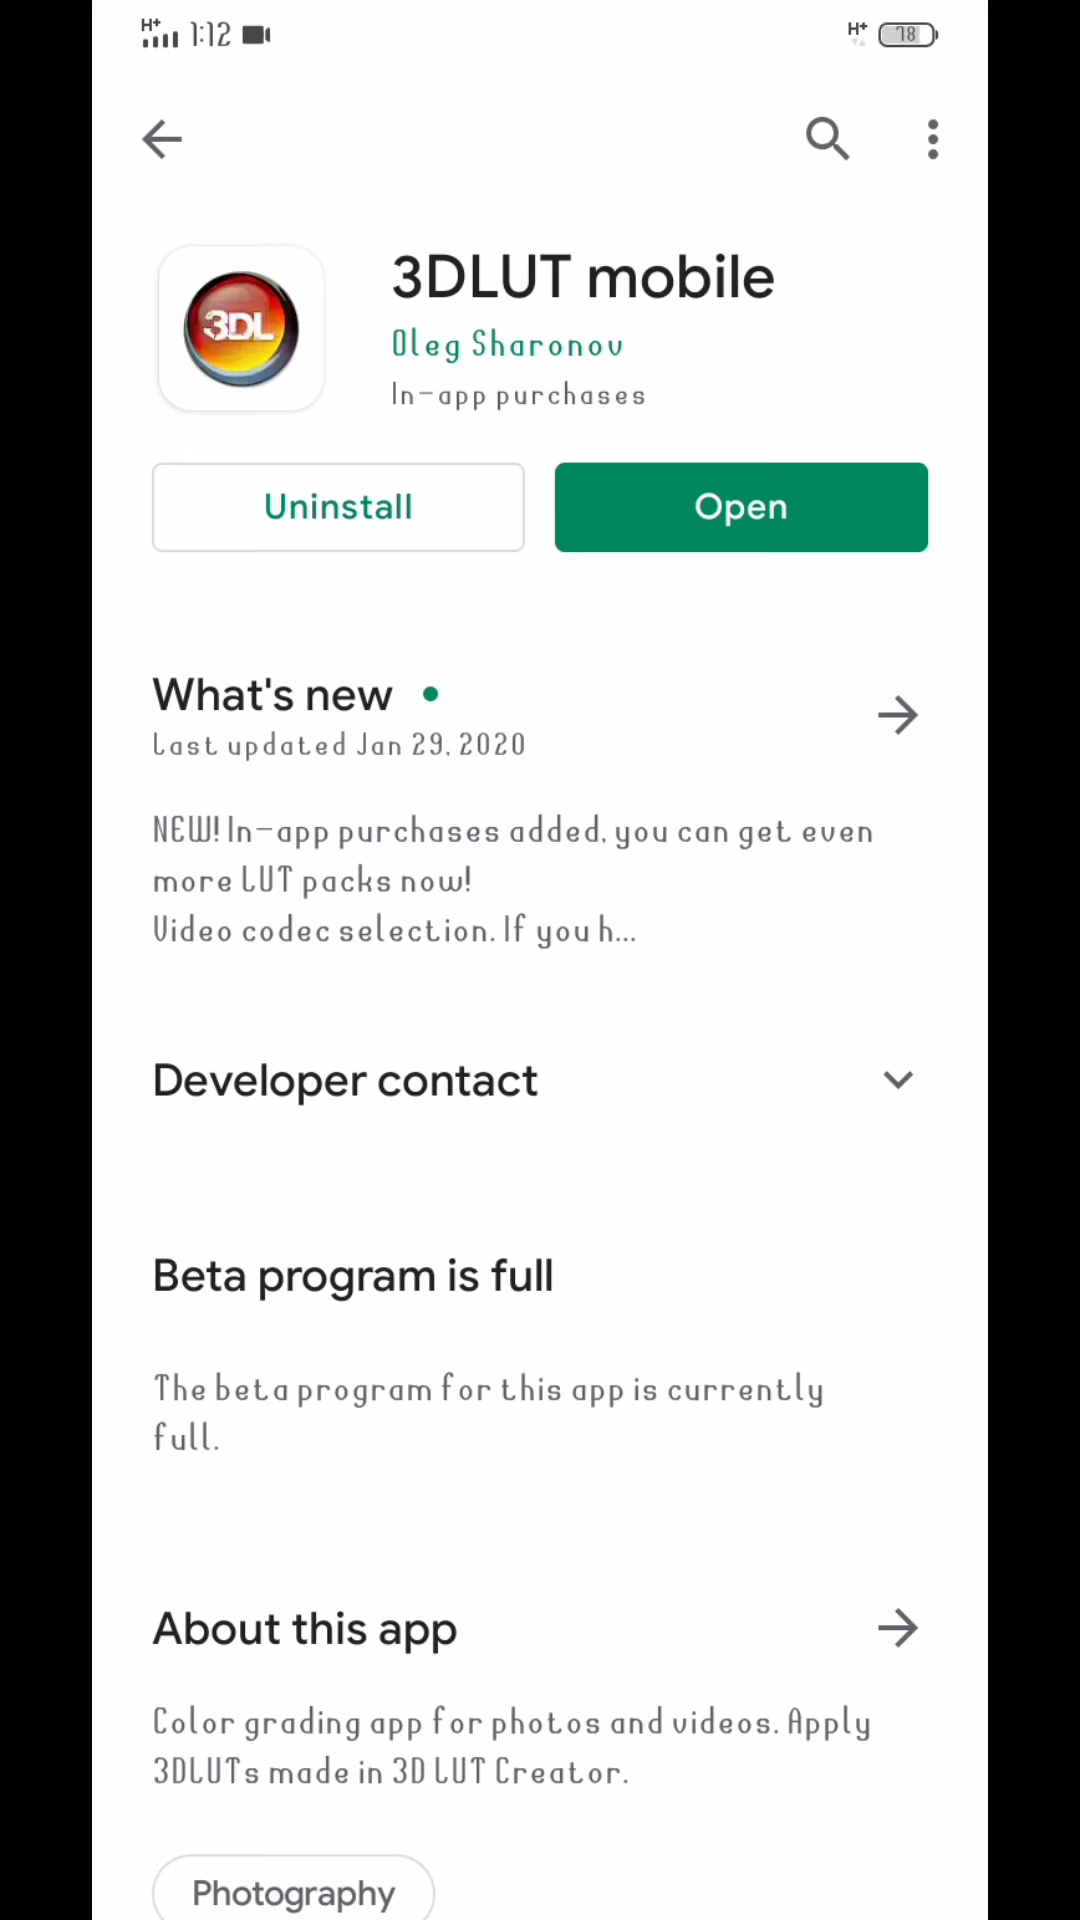 H+ 1:12 H+ 78
3DL
3DLUT mobile
Oleg Sharonov
In-app purchases
Uninstall Open
What's new
Last updated Jan 29, 2020
NEW! In-app purchases added, you can get even
more LUT packs now!
Video codec selection. If you h...
Developer contact
Beta program is full
The beta program for this app is currently
full.
About this app
Color grading app for photos and videos. Apply
3DLUTs made in 3D LUT Creator.
Photography